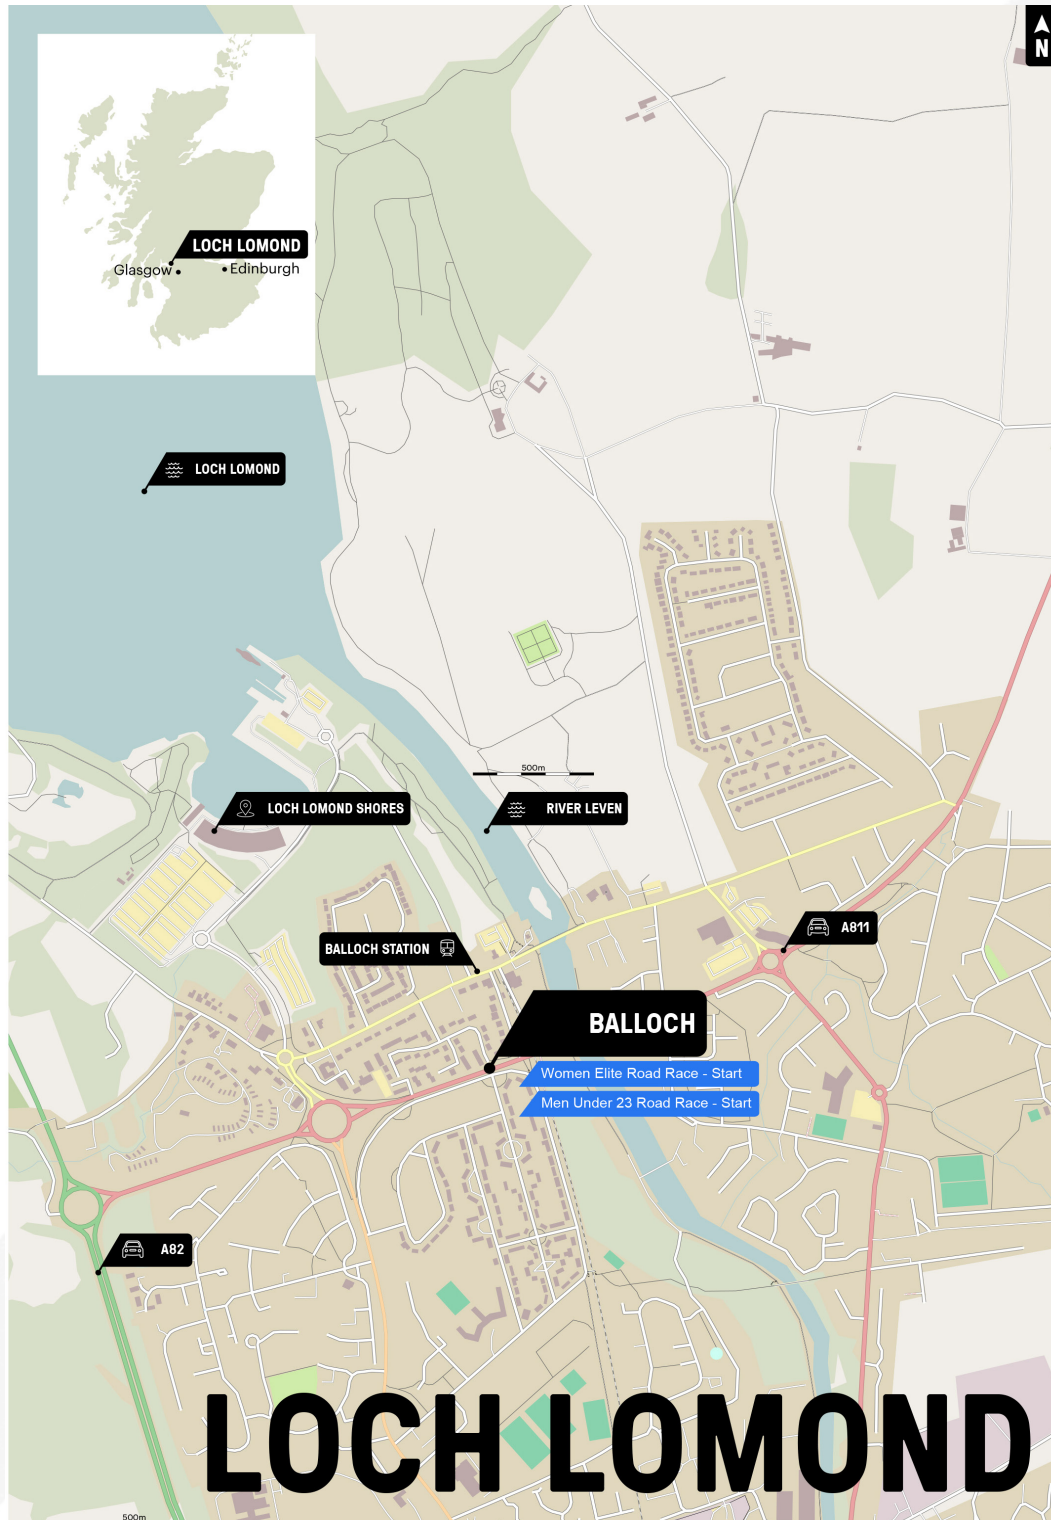 N
LOCH LOMOND
Glasgow
Edinburgh
LOCH LOMOND
500m
LOCH LOMOND SHORES
RIVER LEVEN
BALLOCH STATION
A811
BALLOCH
Women Elite Road Race - Start
Men Under 23 Road Race - Start
A82
LOCH LOMOND
500m